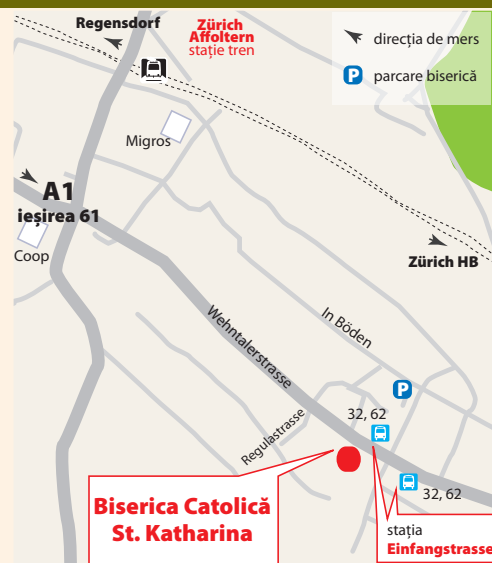 Regensdorf
Zürich
Affoltern
stație tren
direcția de mers
P parcare biserică
Migros
A1
ieșirea 61
Coop
Zürich HB
In Böden
Wehntalerstrasse
P
32, 62
Regulastrasse
32, 62
Biserica Catolică
St. Katharina
stația
Einfangstrasse